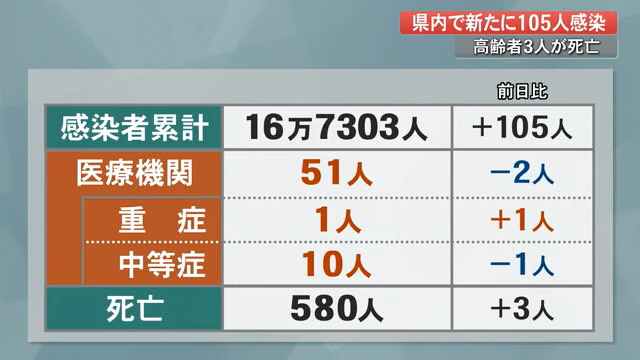 県内で新たに105人感染
高齢者3人が死亡
前日比
感染者累計 16万7303人 +105人
医療機関 51人 -2人
重症 1人 +1人
中等症 10人 -1人
死亡 580人 +3人